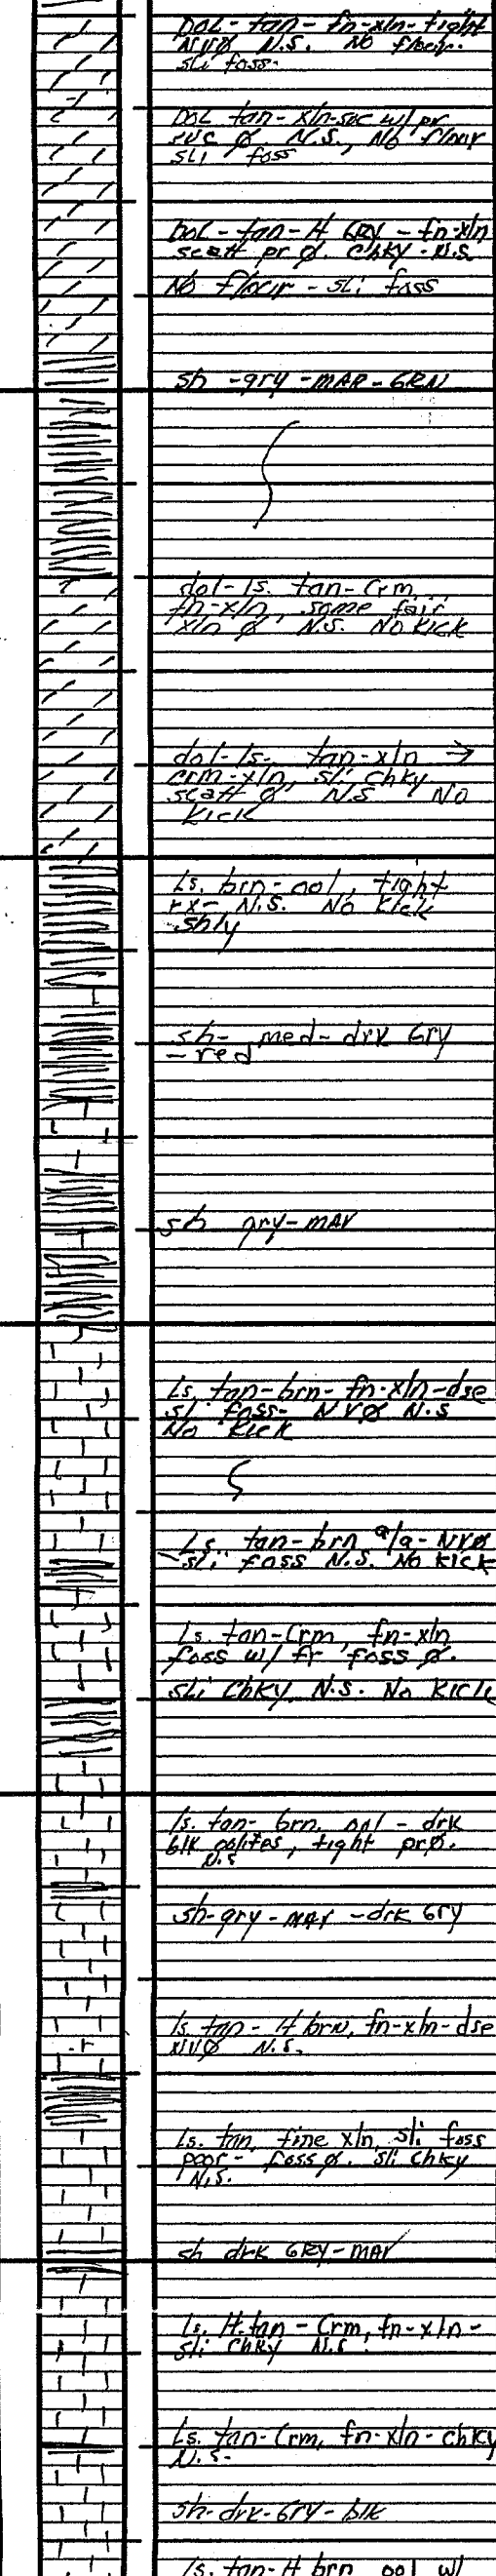 DOL - tan - fn-xln - tight
NVØ N.S. No fluor.
sli foss.
DOL tan - xln-suc w/ pr
suc Ø N.S., No fluor
sli foss
DOL - tan - lt GRY - fn-xln
scatt pr Ø. chky - N.S.
No fluor - sli foss
sh - gry - MAR - GRN
dol-ls. tan-Crm
fn-xln, some fair
xln Ø N.S. No Kick
dol-ls. tan-xln →
crm-xln, sli chky
scatt Ø N.S No
Kick
Ls. brn - ool, tight
rx - N.S. No Kick
shly
sh - med - drk Gry
- red
sh gry - MAR
Ls. tan - brn - fn-xln - dse
sli foss - NVØ N.S
No Kick
Ls. tan - brn a/a - NVØ
- sli foss N.S. No Kick
Ls. tan-Crm, fn-xln
foss w/ fr foss Ø.
sli Chky N.S. No Kick
ls. tan - brn. ool - drk
blk oolites, tight prØ.
N.S
sh - gry - MAR - drk Gry
ls. tan - lt brn, fn-xln - dse
NVØ N.S.
Ls. tan, fine xln, sli foss
poor - foss Ø. sli chky
N.S.
sh drk GRY - MAR
Ls. lt. tan - Crm, fn-xln -
sli chky N.S.
Ls. tan-Crm, fn-xln - chky
N.S.
sh - drk - Gry - blk
ls. tan - lt brn ool w/